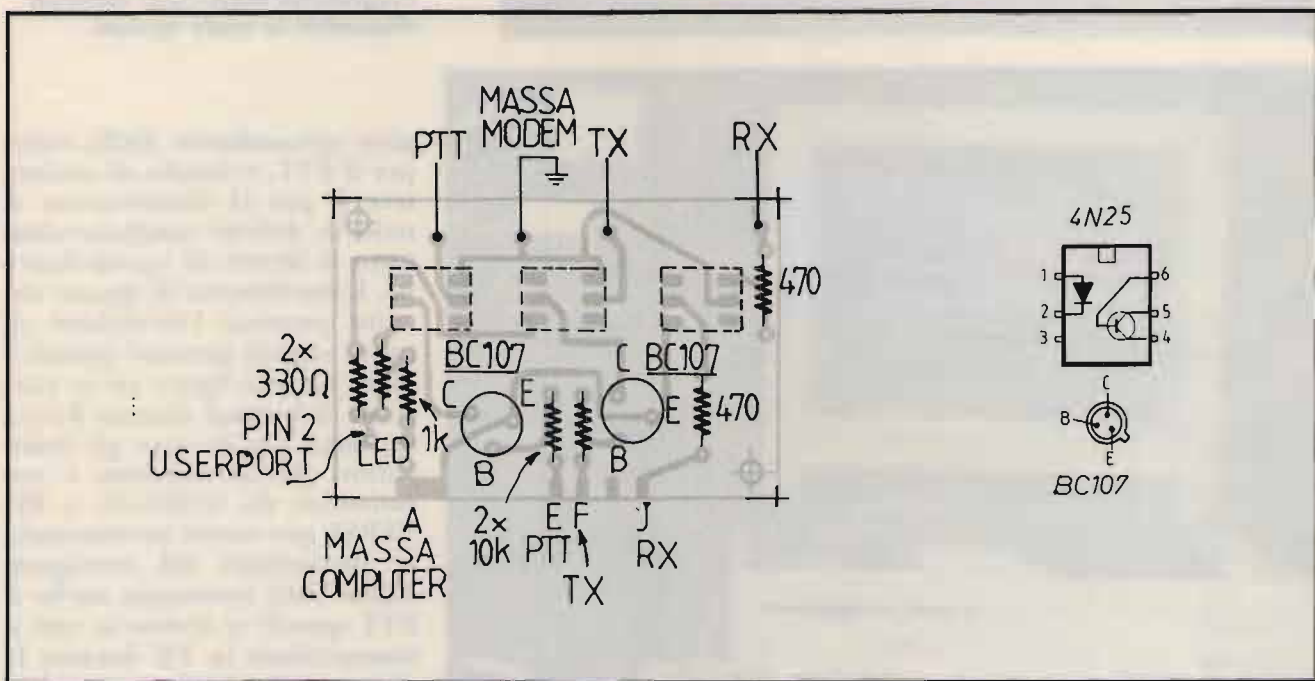 PTT
MASSA
MODEM
TX
RX
470
2x
330Ω
BC107
C
E
C
BC107
E
470
1k
B
B
LED
PIN 2
USERPORT
A
MASSA
COMPUTER
2x
10k
E F
PTT
TX
J
RX
4N25
1
2
3
6
5
4
C
B
E
BC107